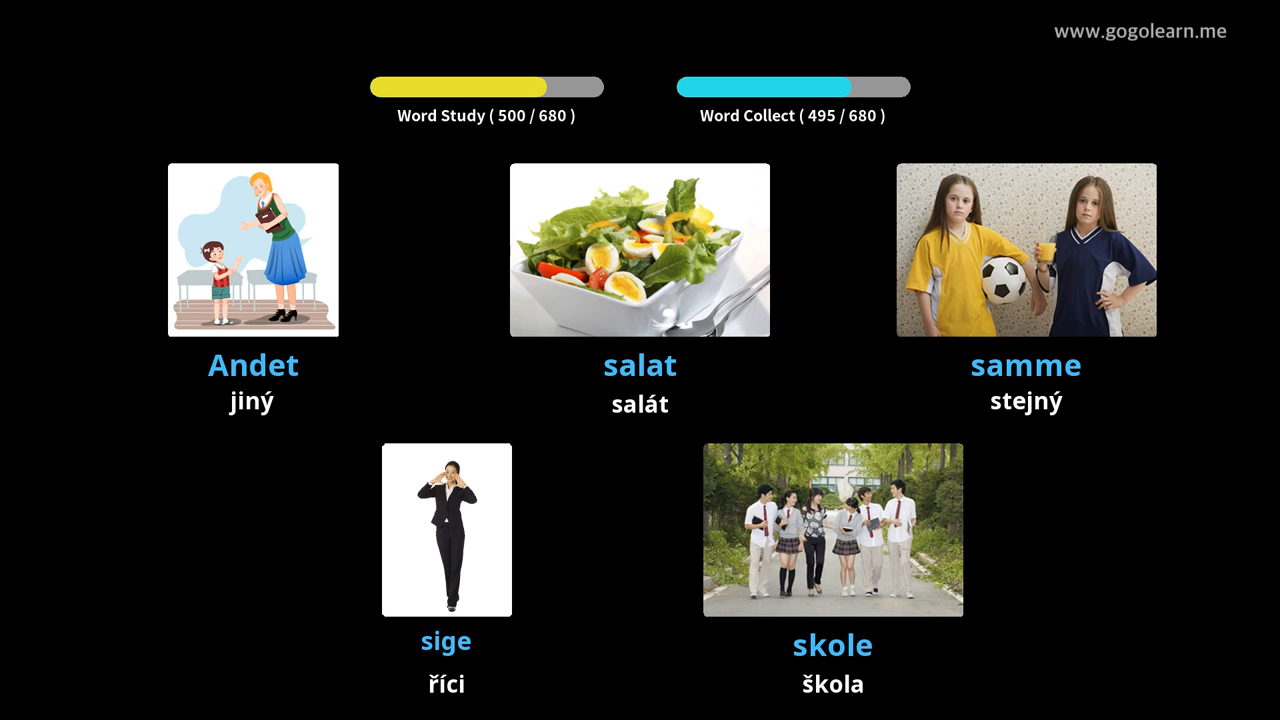 www.gogolearn.me
Word Study ( 500 / 680 )
Word Collect ( 495 / 680 )
Andet
jiný
salat
salát
samme
stejný
sige
říci
skole
škola